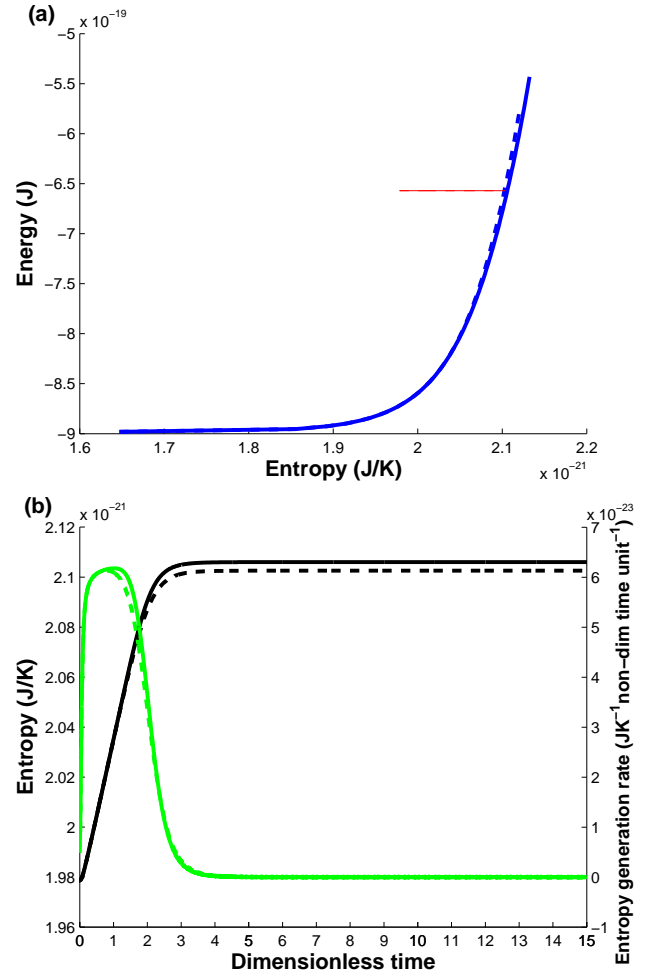 (a)
x 10⁻¹⁹
−5
−5.5
−6
−6.5
−7
−7.5
−8
−8.5
−9
Energy (J)
1.6 1.7 1.8 1.9 2 2.1 2.2
Entropy (J/K)
x 10⁻²¹
(b)
x 10⁻²¹
x 10⁻²³
2.12
2.1
2.08
2.06
2.04
2.02
2
1.98
1.96
Entropy (J/K)
7
6
5
4
3
2
1
0
−1
Entropy generation rate (JK⁻¹non−dim time unit⁻¹)
0 1 2 3 4 5 6 7 8 9 10 11 12 13 14 15
Dimensionless time